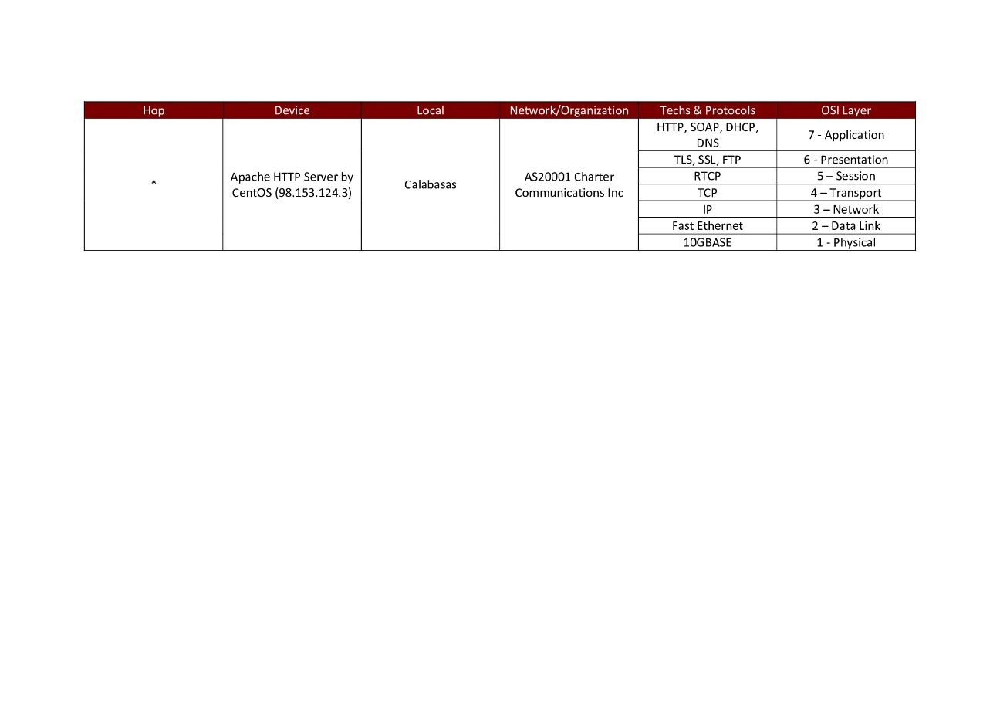 Hop Device Local Network/Organization Techs & Protocols OSI Layer
* Apache HTTP Server by CentOS (98.153.124.3) Calabasas AS20001 Charter Communications Inc HTTP, SOAP, DHCP, DNS 7 - Application
TLS, SSL, FTP 6 - Presentation
RTCP 5 – Session
TCP 4 – Transport
IP 3 – Network
Fast Ethernet 2 – Data Link
10GBASE 1 - Physical